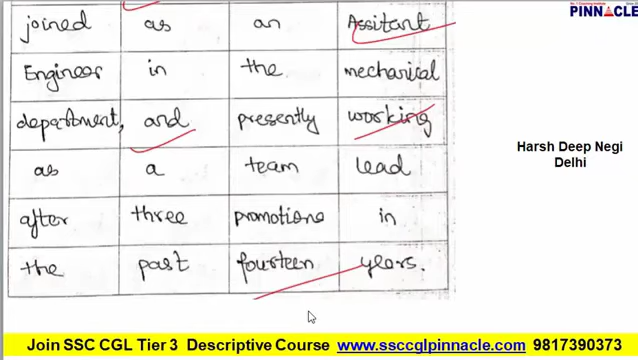 PINNACLE
joined as an Assitant
Engineer in the mechanical
department, and presently working
as a team lead
after three promotions in
the past fourteen years.
Harsh Deep Negi
Delhi
Join SSC CGL Tier 3 Descriptive Course www.ssccglpinnacle.com 9817390373